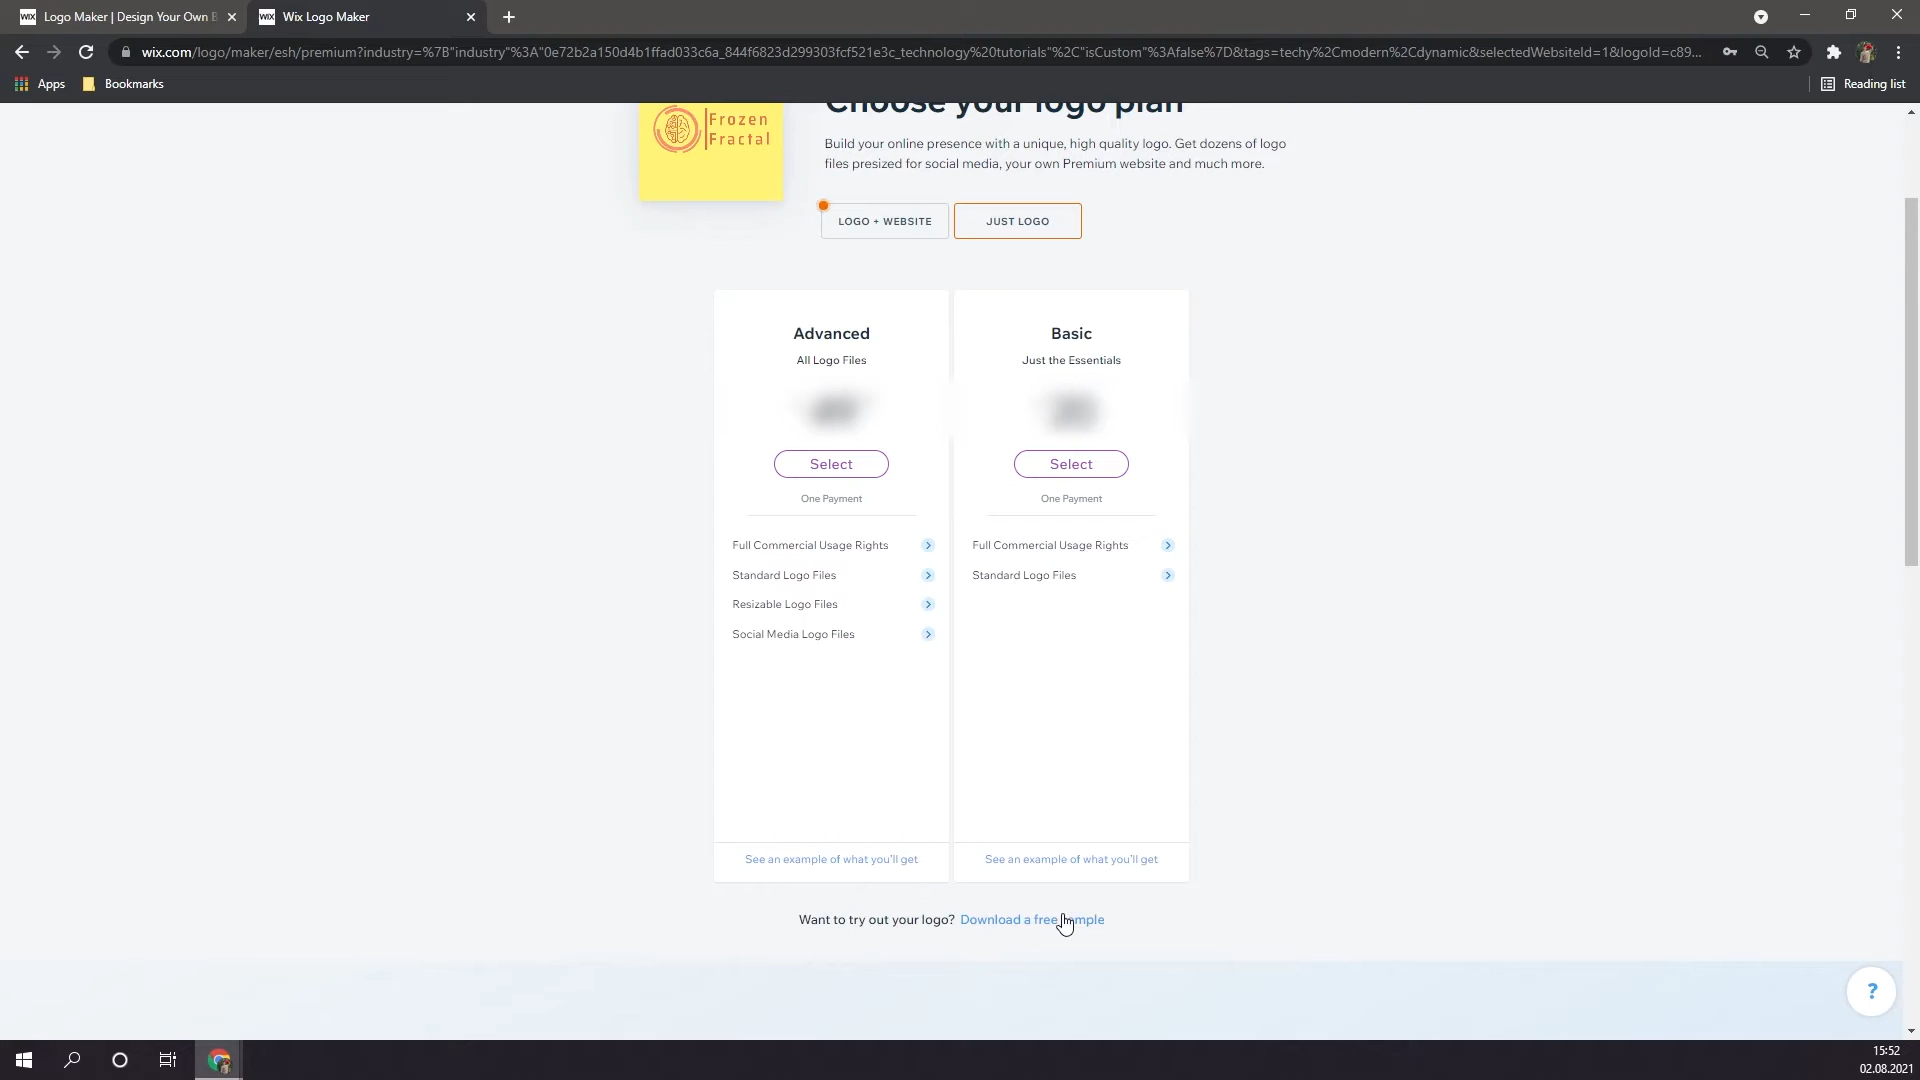 Logo Maker | Design Your Own B
Wix Logo Maker
wix.com/logo/maker/esh/premium?industry=%7B"industry"%3A"0e72b2a150d4b1ffad033c6a_844f6823d299303fcf521e3c_technology%20tutorials"%2C"isCustom"%3Afalse%7D&tags=techy%2Cmodern%2Cdynamic&selectedWebsiteId=1&logoId=c89...
Apps
Bookmarks
Reading list
Choose your logo plan
Frozen
Fractal
Build your online presence with a unique, high quality logo. Get dozens of logo
files presized for social media, your own Premium website and much more.
LOGO + WEBSITE
JUST LOGO
Advanced
All Logo Files
Select
One Payment
Full Commercial Usage Rights
Standard Logo Files
Resizable Logo Files
Social Media Logo Files
See an example of what you'll get
Basic
Just the Essentials
Select
One Payment
Full Commercial Usage Rights
Standard Logo Files
See an example of what you'll get
Want to try out your logo? Download a free
?
15:52
02.08.2021